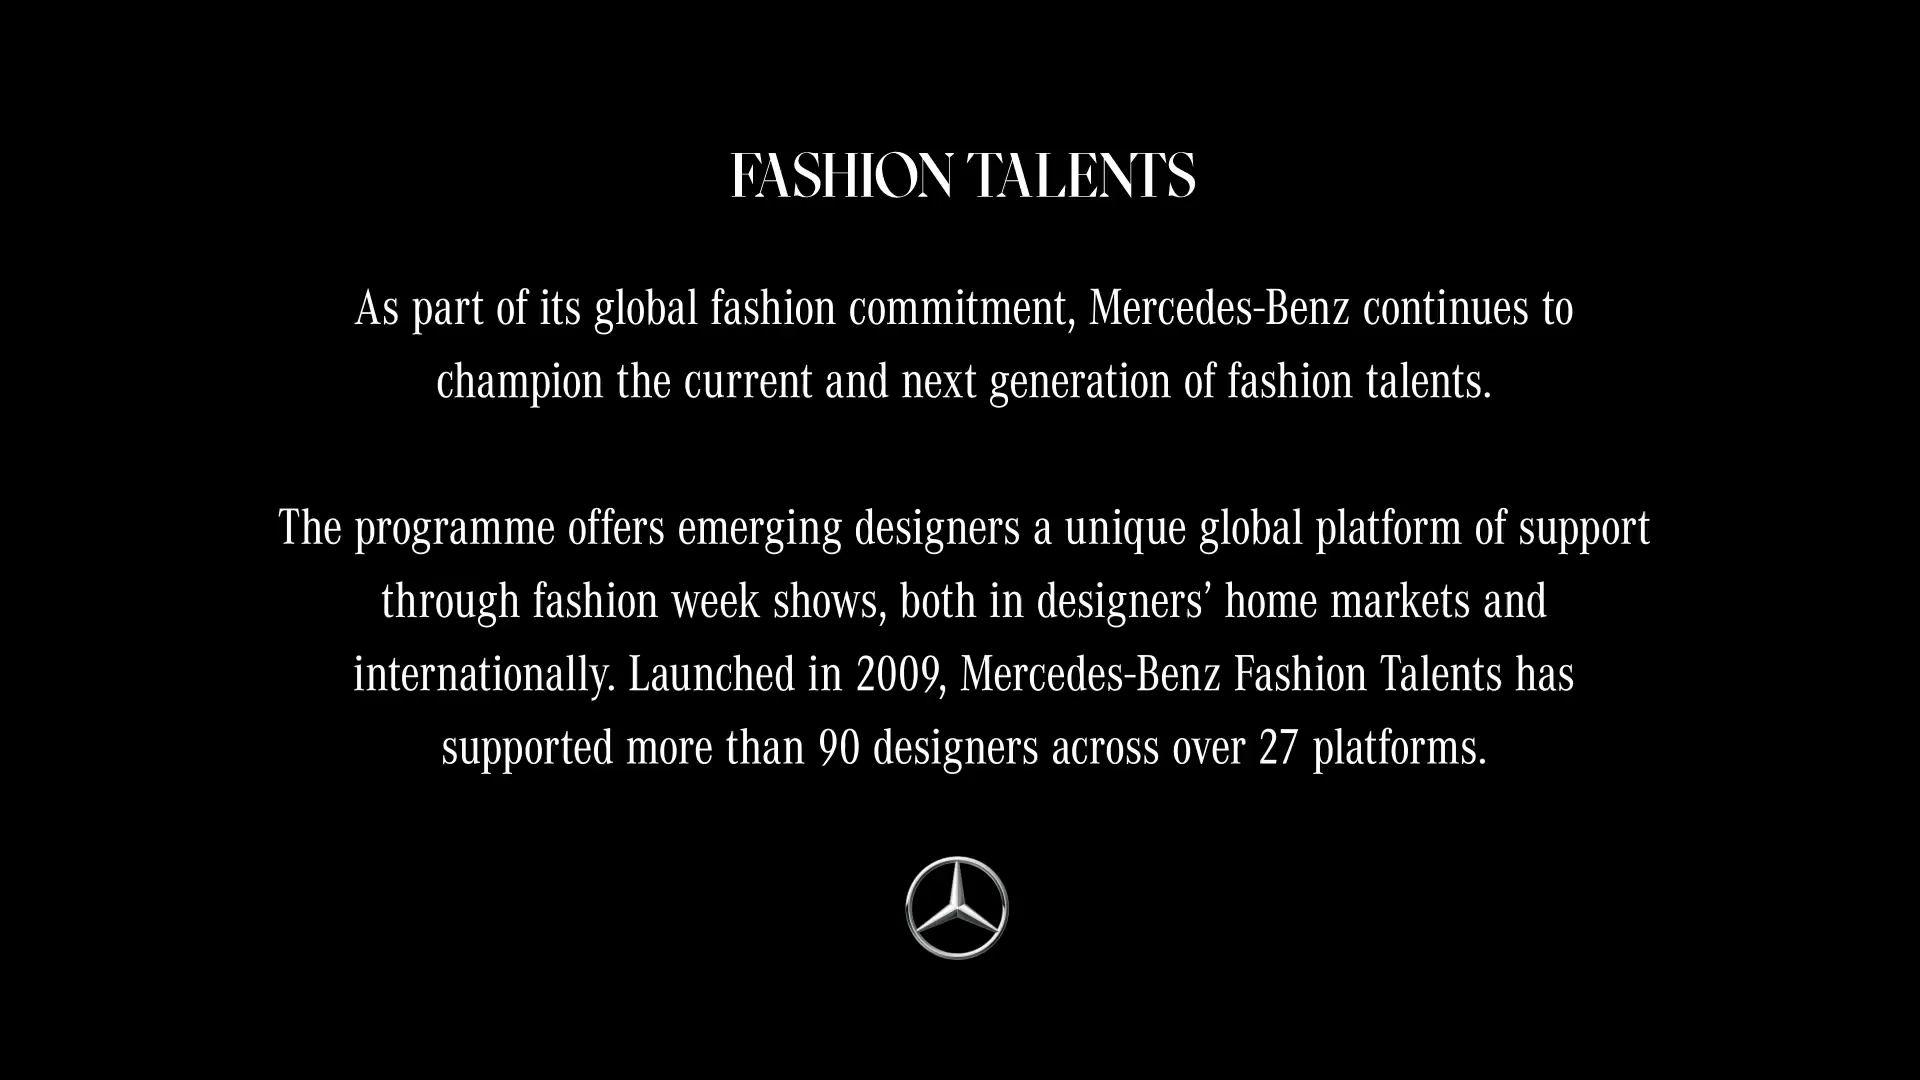 FASHION TALENTS
As part of its global fashion commitment, Mercedes-Benz continues to
champion the current and next generation of fashion talents.
The programme offers emerging designers a unique global platform of support
through fashion week shows, both in designers’ home markets and
internationally. Launched in 2009, Mercedes-Benz Fashion Talents has
supported more than 90 designers across over 27 platforms.